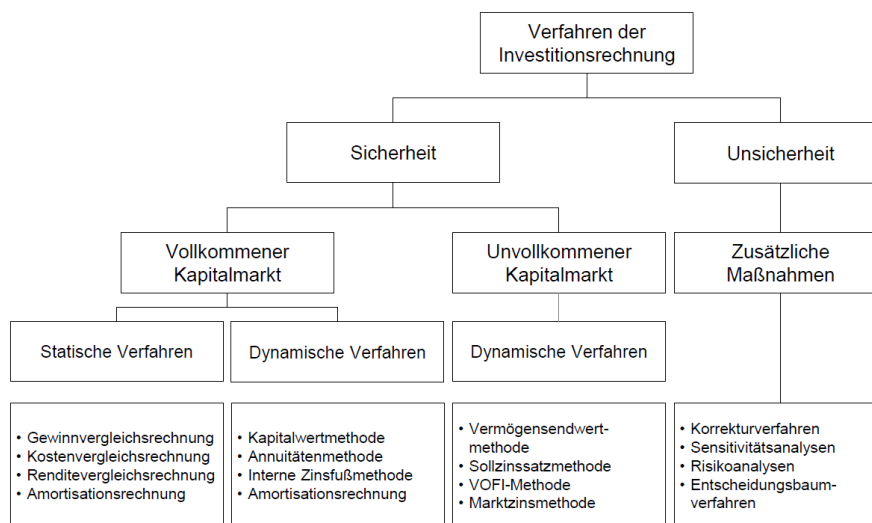 Verfahren der
Investitionsrechnung
Sicherheit
Unsicherheit
Vollkommener
Kapitalmarkt
Unvollkommener
Kapitalmarkt
Zusätzliche
Maßnahmen
Statische Verfahren
Dynamische Verfahren
Dynamische Verfahren
• Gewinnvergleichsrechnung
• Kostenvergleichsrechnung
• Renditevergleichsrechnung
• Amortisationsrechnung
• Kapitalwertmethode
• Annuitätenmethode
• Interne Zinsfußmethode
• Amortisationsrechnung
• Vermögensendwert-
methode
• Sollzinssatzmethode
• VOFI-Methode
• Marktzinsmethode
• Korrekturverfahren
• Sensitivitätsanalysen
• Risikoanalysen
• Entscheidungsbaum-
verfahren